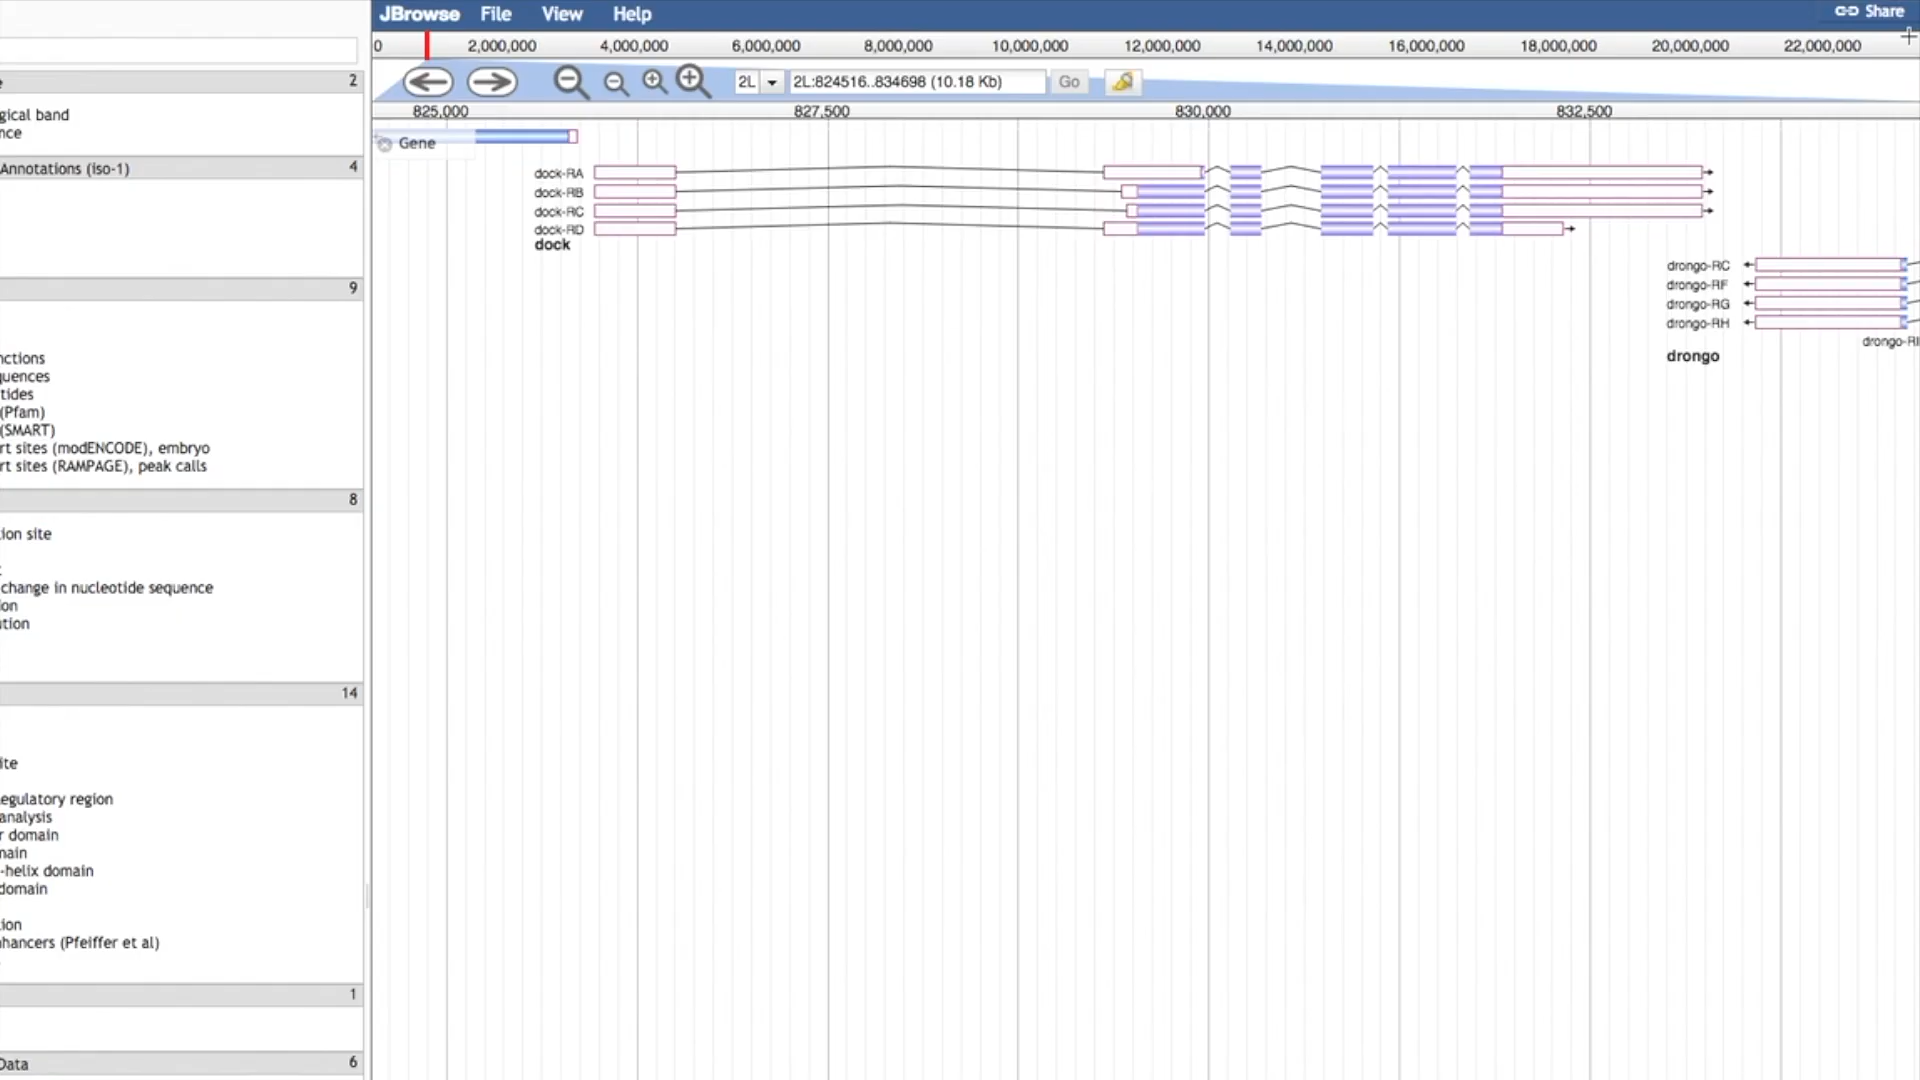 JBrowse File View Help Share
0 2,000,000 4,000,000 6,000,000 8,000,000 10,000,000 12,000,000 14,000,000 16,000,000 18,000,000 20,000,000 22,000,000
2L 2L:824516..834698 (10.18 Kb) Go
825,000 827,500 830,000 832,500
Gene
dock-RA
dock-RB
dock-RC
dock-RD
dock
drongo-RC
drongo-RF
drongo-RG
drongo-RH
drongo-RI
drongo
2
gical band
nce
Annotations (iso-1) 4
9
nctions
quences
tides
(Pfam)
(SMART)
rt sites (modENCODE), embryo
rt sites (RAMPAGE), peak calls
8
ion site
change in nucleotide sequence
ion
ution
14
ite
egulatory region
analysis
r domain
main
-helix domain
domain
tion
nhancers (Pfeiffer et al)
1
Data 6